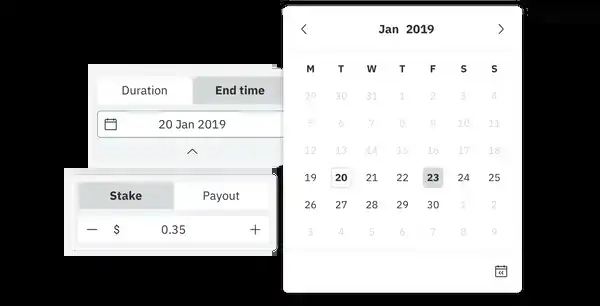 Duration End time
20 Jan 2019
Stake Payout
− $ 0.35 +
Jan 2019
M T W T F S S
29 30 31 1 2 3 4
5 6 7 8 9 10 11
12 13 14 15 16 17 18
19 20 21 22 23 24 25
26 27 28 29 30 1 2
3 4 5 6 7 8 9